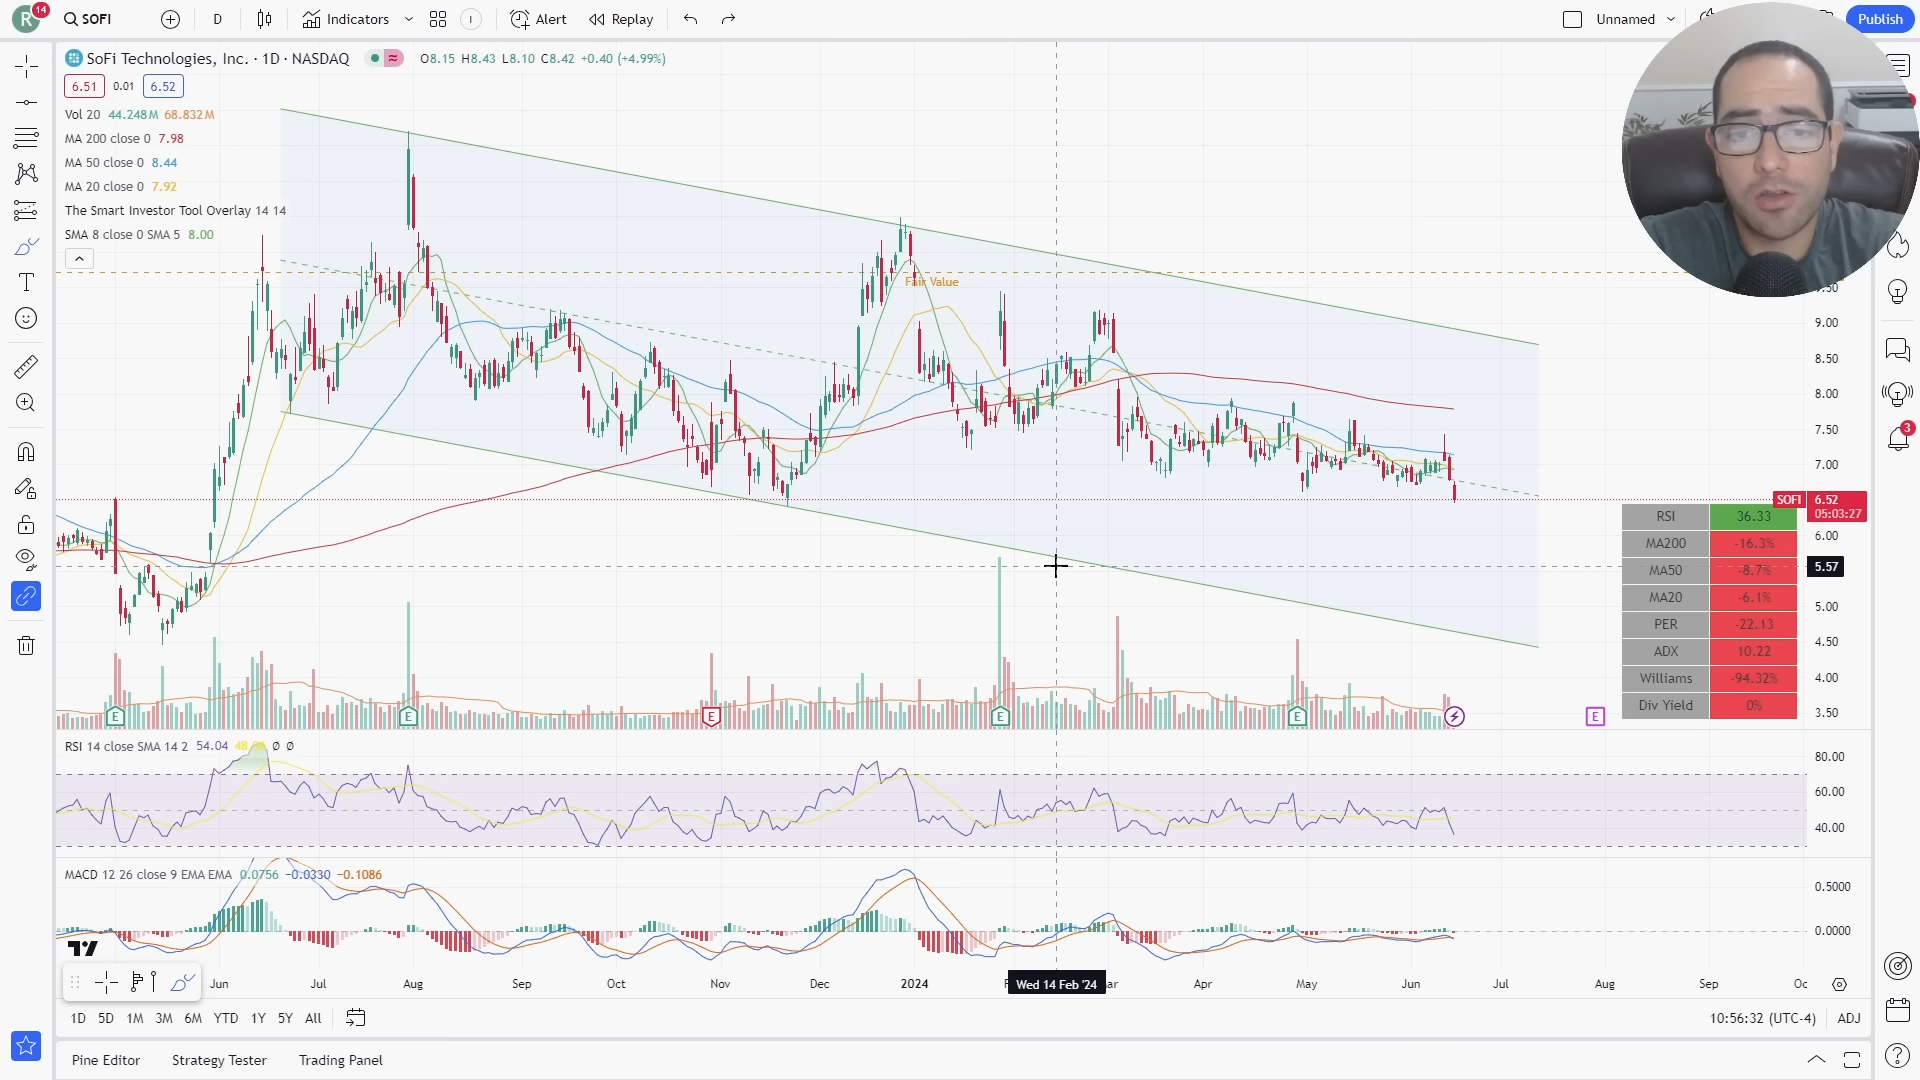 R 14 SOFI D Indicators I Alert Replay Unnamed Publish
SoFi Technologies, Inc. · 1D · NASDAQ O8.15 H8.43 L8.10 C8.42 +0.40 (+4.99%)
6.51 0.01 6.52
Vol 20 44.248M 68.832M
MA 200 close 0 7.98
MA 50 close 0 8.44
MA 20 close 0 7.92
The Smart Investor Tool Overlay 14 14
SMA 8 close 0 SMA 5 8.00
Fair Value
9.50
9.00
8.50
8.00
7.50
7.00
SOFI 6.52
05:03:27
6.00
5.57
5.00
4.50
4.00
3.50
RSI 36.33
MA200 -16.3%
MA50 -8.7%
MA20 -6.1%
PER -22.13
ADX 10.22
Williams -94.32%
Div Yield 0%
E E E E E E
3
RSI 14 close SMA 14 2 54.04 Ø Ø
80.00
60.00
40.00
MACD 12 26 close 9 EMA EMA 0.0756 −0.0330 −0.1086
0.5000
0.0000
Jun Jul Aug Sep Oct Nov Dec 2024 Wed 14 Feb '24 Apr May Jun Jul Aug Sep
1D 5D 1M 3M 6M YTD 1Y 5Y All 10:56:32 (UTC-4) ADJ
Pine Editor Strategy Tester Trading Panel